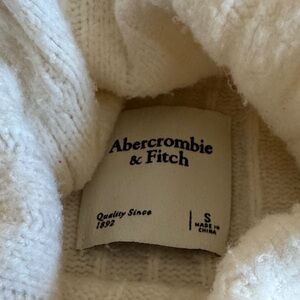 Abercrombie
& Fitch
Quality Since
1892
S
MADE IN
CHINA